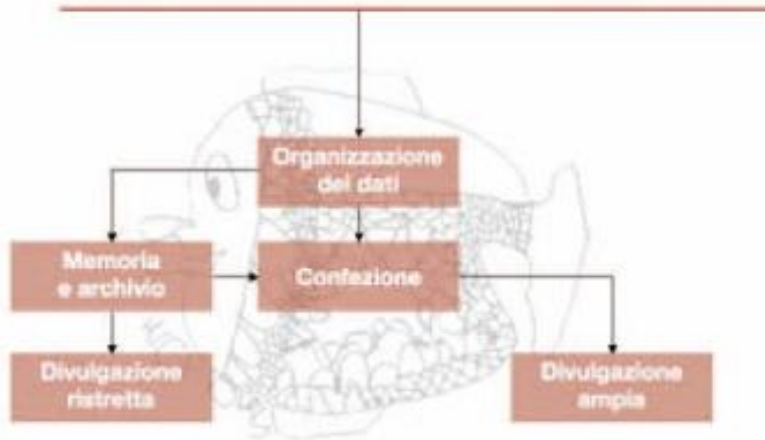 Organizzazione
dei dati
Memoria
e archivio
Confezione
Divulgazione
ristretta
Divulgazione
ampia